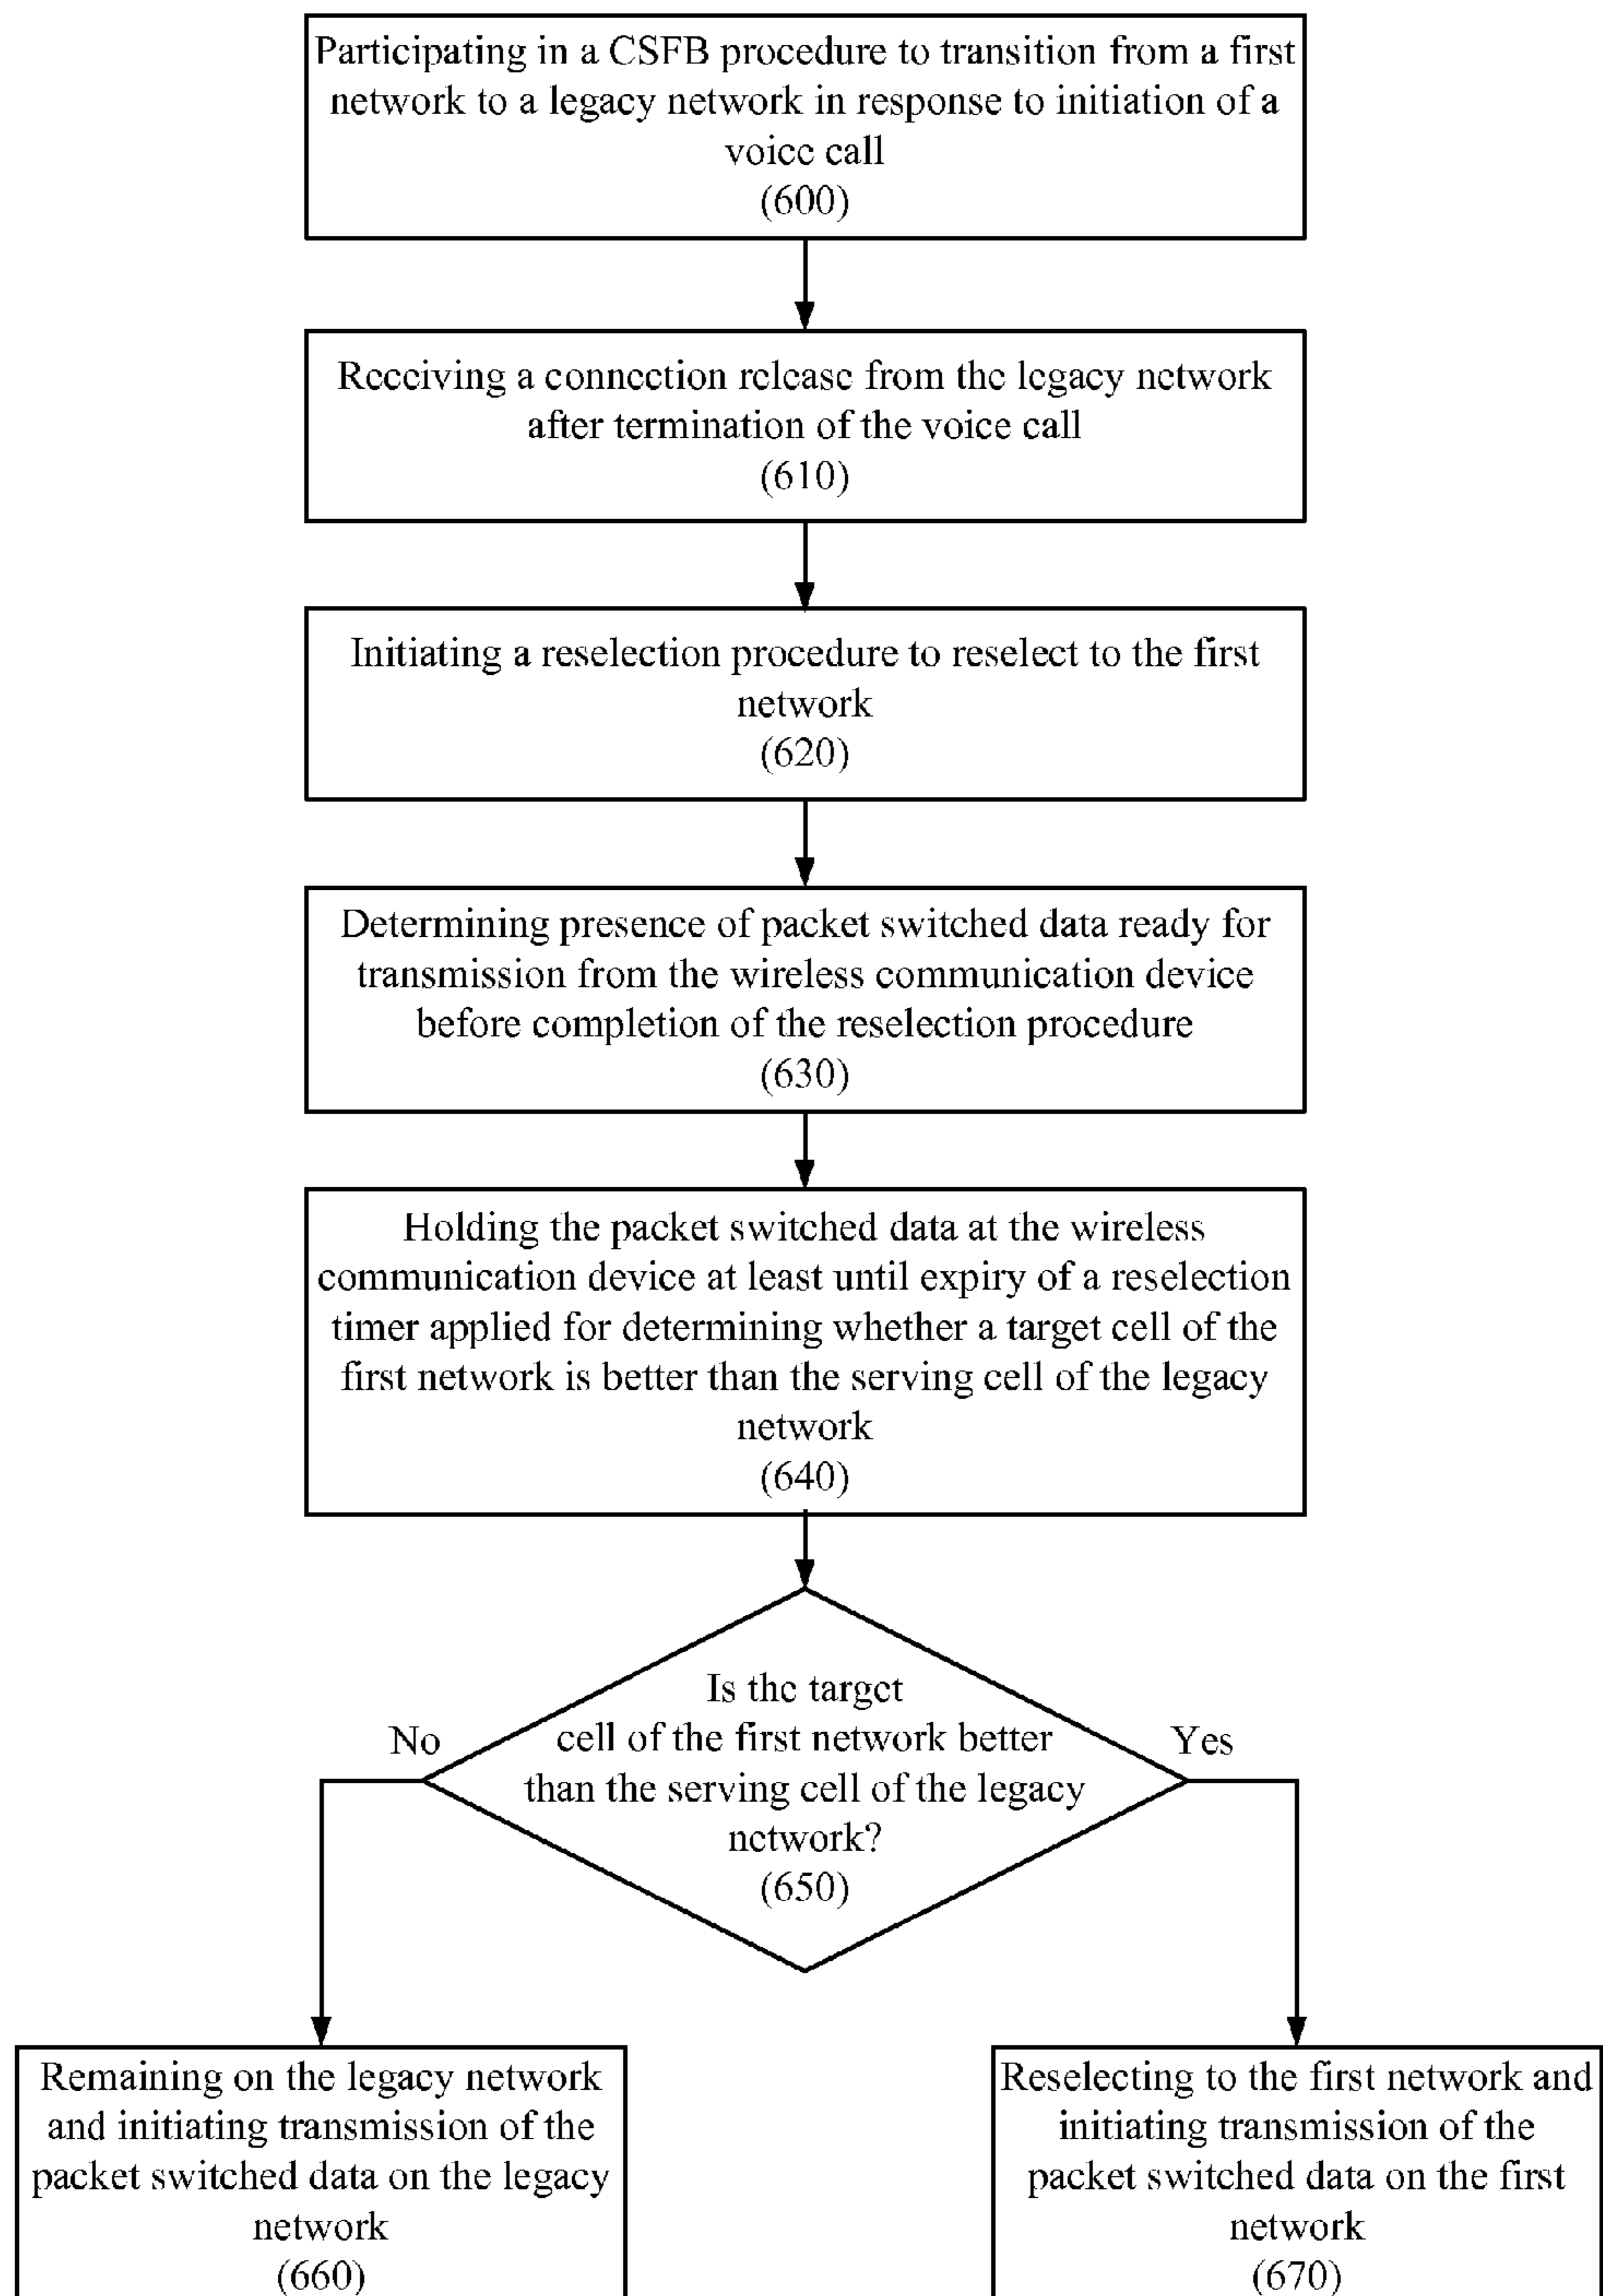 Participating in a CSFB procedure to transition from a first
network to a legacy network in response to initiation of a
voice call
(600)
Receiving a connection release from the legacy network
after termination of the voice call
(610)
Initiating a reselection procedure to reselect to the first
network
(620)
Determining presence of packet switched data ready for
transmission from the wireless communication device
before completion of the reselection procedure
(630)
Holding the packet switched data at the wireless
communication device at least until expiry of a reselection
timer applied for determining whether a target cell of the
first network is better than the serving cell of the legacy
network
(640)
Is the target
cell of the first network better
than the serving cell of the legacy
network?
(650)
No
Yes
Remaining on the legacy network
and initiating transmission of the
packet switched data on the legacy
network
(660)
Reselecting to the first network and
initiating transmission of the
packet switched data on the first
network
(670)